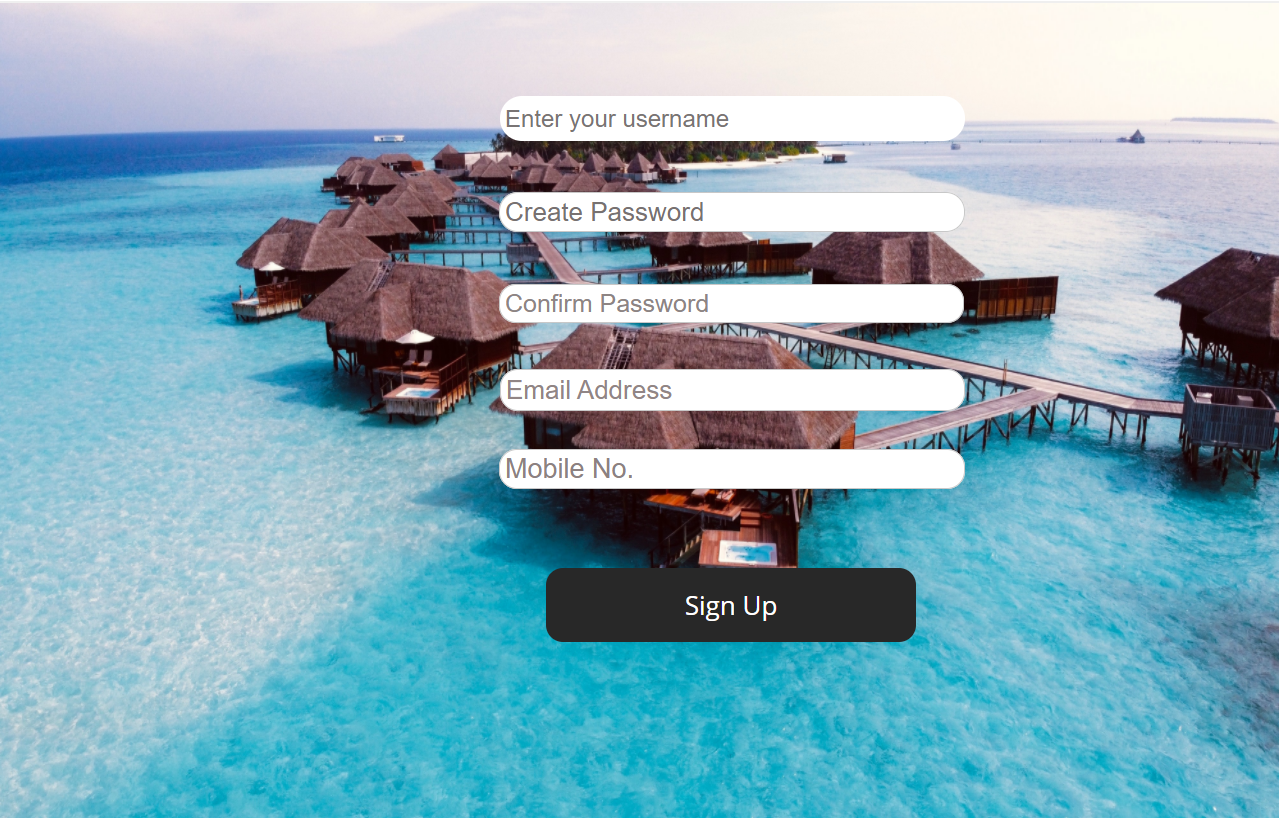 Enter your username
Create Password
Confirm Password
Email Address
Mobile No.
Sign Up